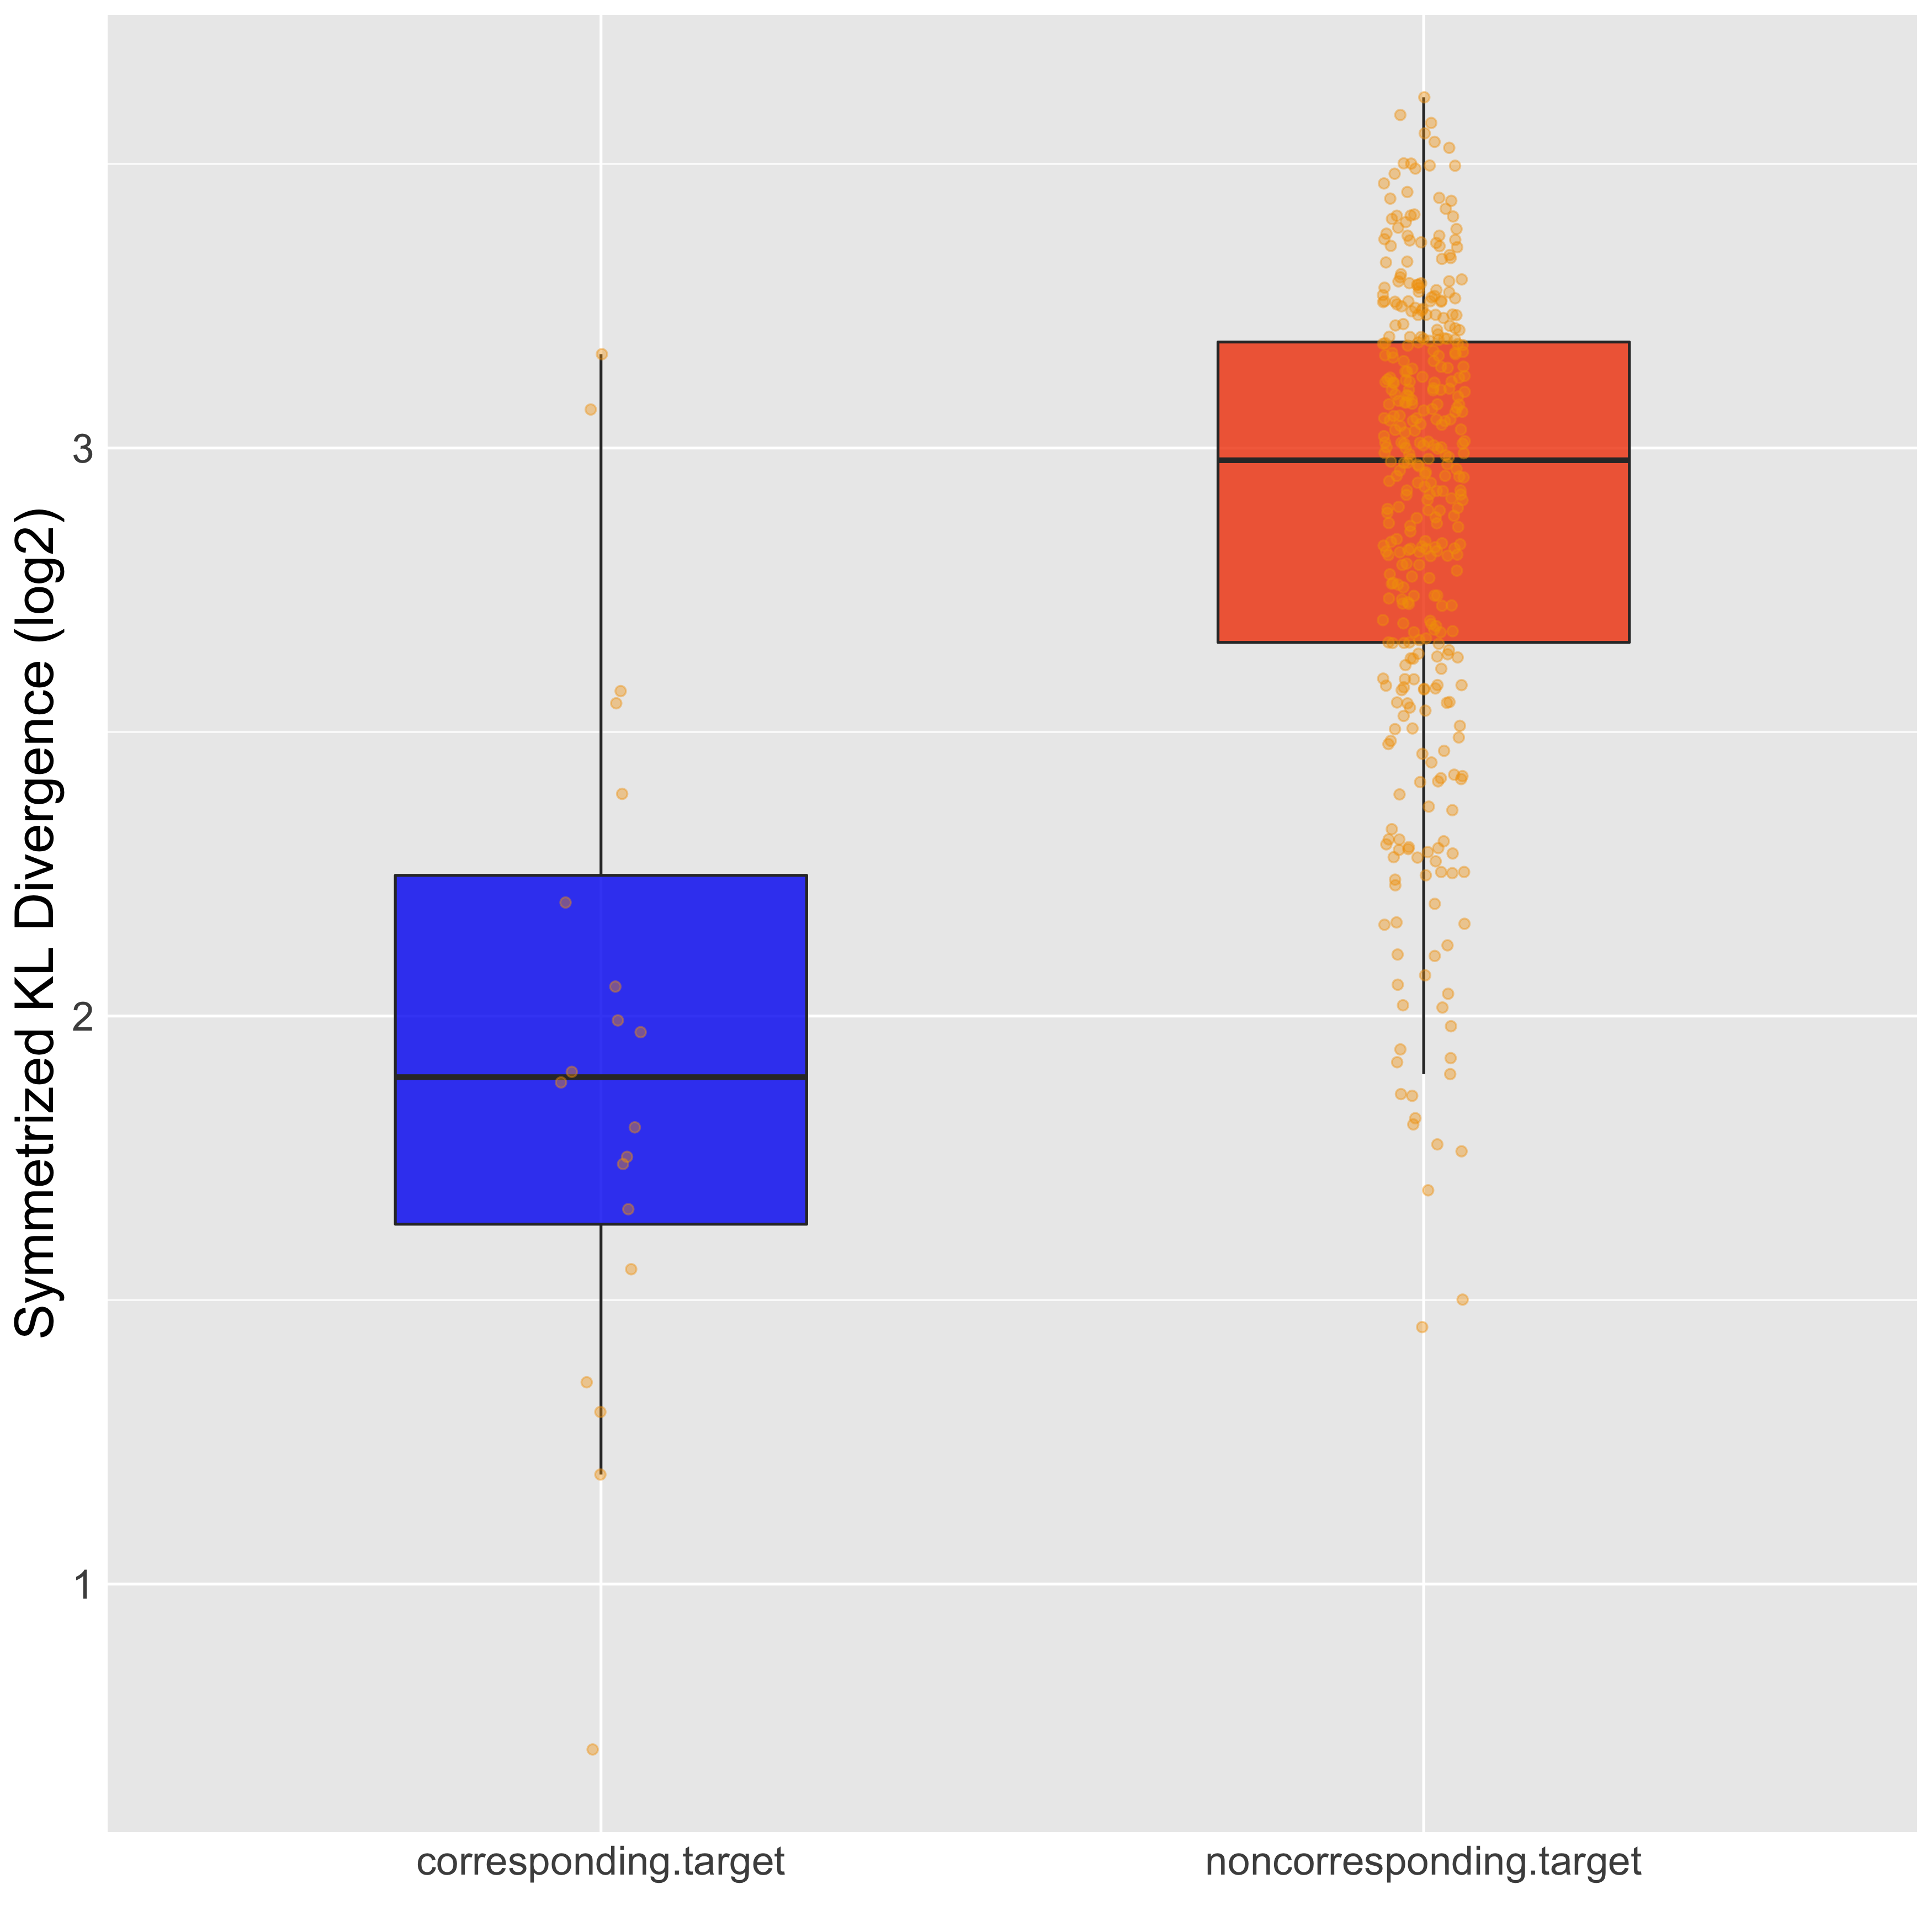 Symmetrized KL Divergence (log2)
3
2
1
corresponding.target
noncorresponding.target